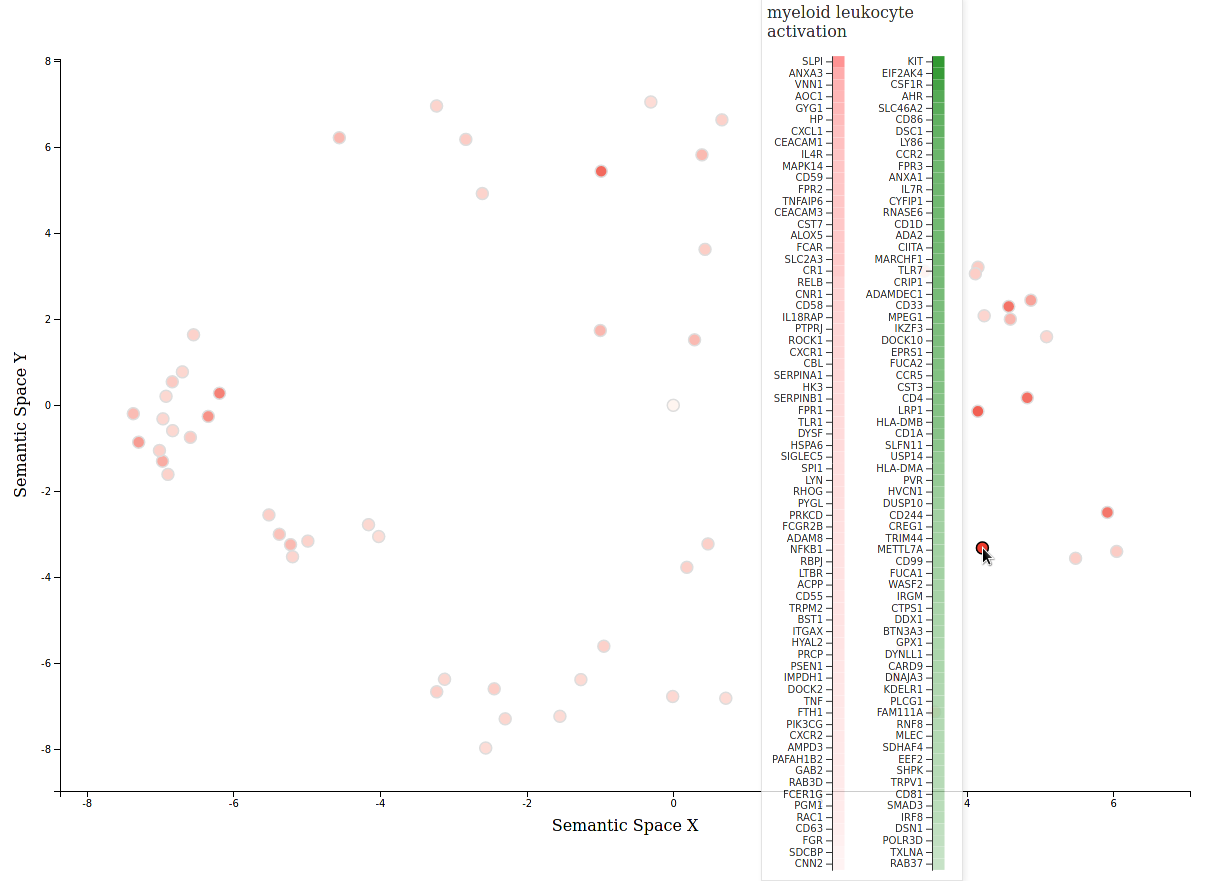 myeloid leukocyte
activation
SLPI KIT
ANXA3 EIF2AK4
VNN1 CSF1R
AOC1 AHR
GYG1 SLC46A2
HP CD86
CXCL1 DSC1
CEACAM1 LY86
IL4R CCR2
MAPK14 FPR3
CD59 ANXA1
FPR2 IL7R
TNFAIP6 CYFIP1
CEACAM3 RNASE6
CST7 CD1D
ALOX5 ADA2
FCAR CIITA
SLC2A3 MARCHF1
CR1 TLR7
RELB CRIP1
CNR1 ADAMDEC1
CD58 CD33
IL18RAP MPEG1
PTPRJ IKZF3
ROCK1 DOCK10
CXCR1 EPRS1
CBL FUCA2
SERPINA1 CCR5
HK3 CST3
SERPINB1 CD4
FPR1 LRP1
TLR1 HLA-DMB
DYSF CD1A
HSPA6 SLFN11
SIGLEC5 USP14
SPI1 HLA-DMA
LYN PVR
RHOG HVCN1
PYGL DUSP10
PRKCD CD244
FCGR2B CREG1
ADAM8 TRIM44
NFKB1 METTL7A
RBPJ CD99
LTBR FUCA1
ACPP WASF2
CD55 IRGM
TRPM2 CTPS1
BST1 DDX1
ITGAX BTN3A3
HYAL2 GPX1
PRCP DYNLL1
PSEN1 CARD9
IMPDH1 DNAJA3
DOCK2 KDELR1
TNF PLCG1
FTH1 FAM111A
PIK3CG RNF8
CXCR2 MLEC
AMPD3 SDHAF4
PAFAH1B2 EEF2
GAB2 SHPK
RAB3D TRPV1
FCER1G CD81
PGM1 SMAD3
RAC1 IRF8
CD63 DSN1
FGR POLR3D
SDCBP TXLNA
CNN2 RAB37
8
6
4
2
0
-2
-4
-6
-8
Semantic Space Y
-8 -6 -4 -2 0 4 6
Semantic Space X